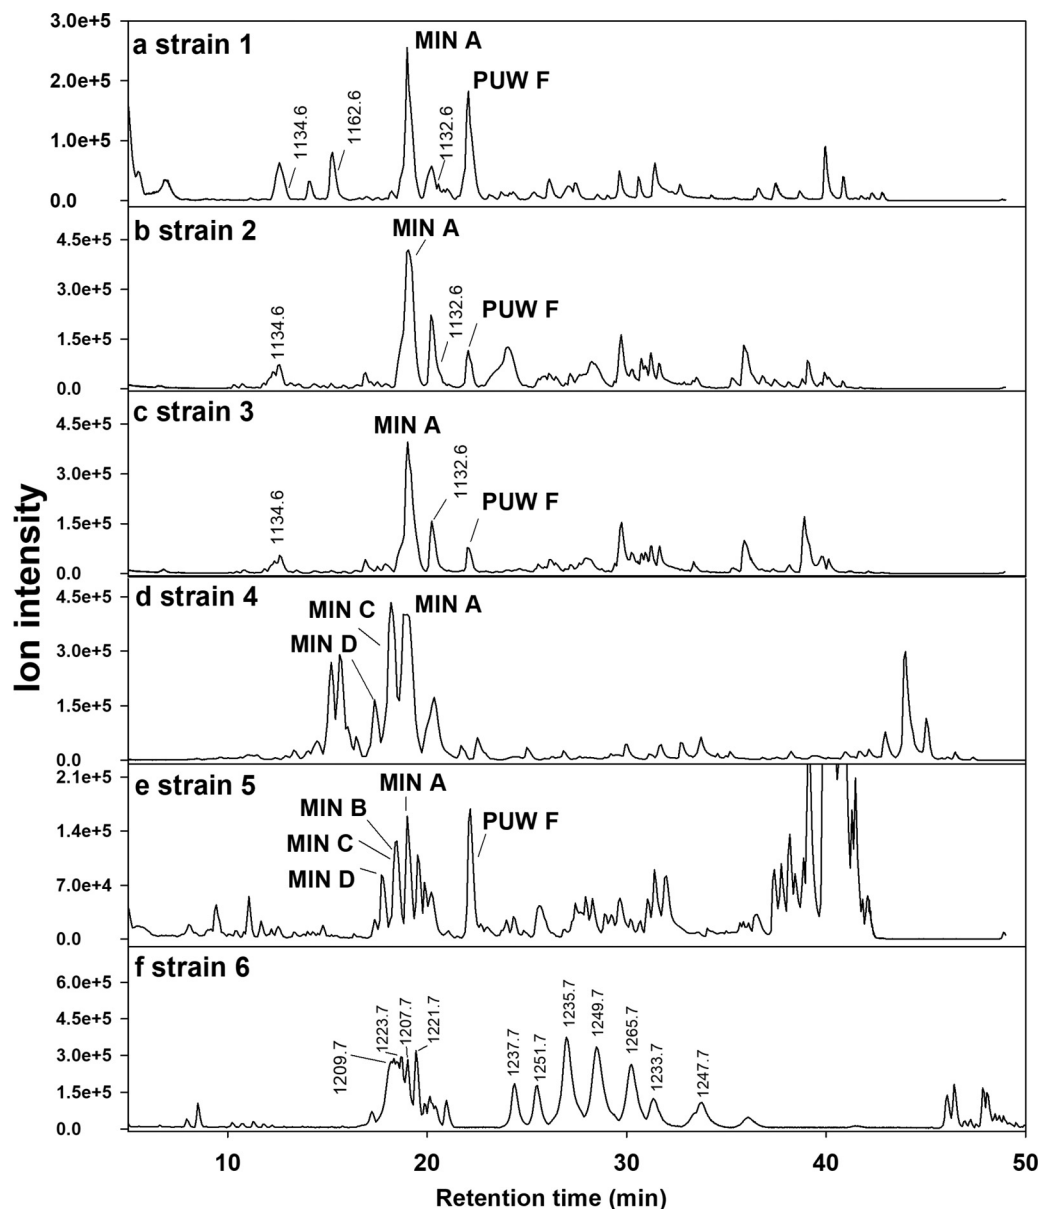 Ion intensity
a strain 1
3.0e+5
2.0e+5
1.0e+5
0.0
1134.6
1162.6
MIN A
1132.6
PUW F
b strain 2
4.5e+5
3.0e+5
1.5e+5
0.0
1134.6
MIN A
1132.6
PUW F
c strain 3
4.5e+5
3.0e+5
1.5e+5
0.0
1134.6
MIN A
1132.6
PUW F
d strain 4
4.5e+5
3.0e+5
1.5e+5
0.0
MIN D
MIN C
MIN A
e strain 5
2.1e+5
1.4e+5
7.0e+4
0.0
MIN A
MIN B
MIN C
MIN D
PUW F
f strain 6
6.0e+5
4.5e+5
3.0e+5
1.5e+5
0.0
1209.7
1223.7
1207.7
1221.7
1237.7
1251.7
1235.7
1249.7
1265.7
1233.7
1247.7
10 20 30 40 50
Retention time (min)